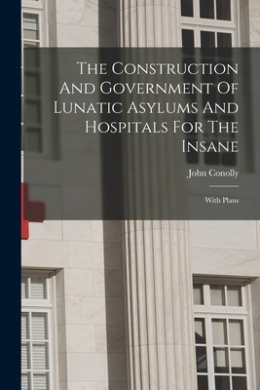 The Construction
And Government Of
Lunatic Asylums And
Hospitals For The
Insane
John Conolly
With Plans